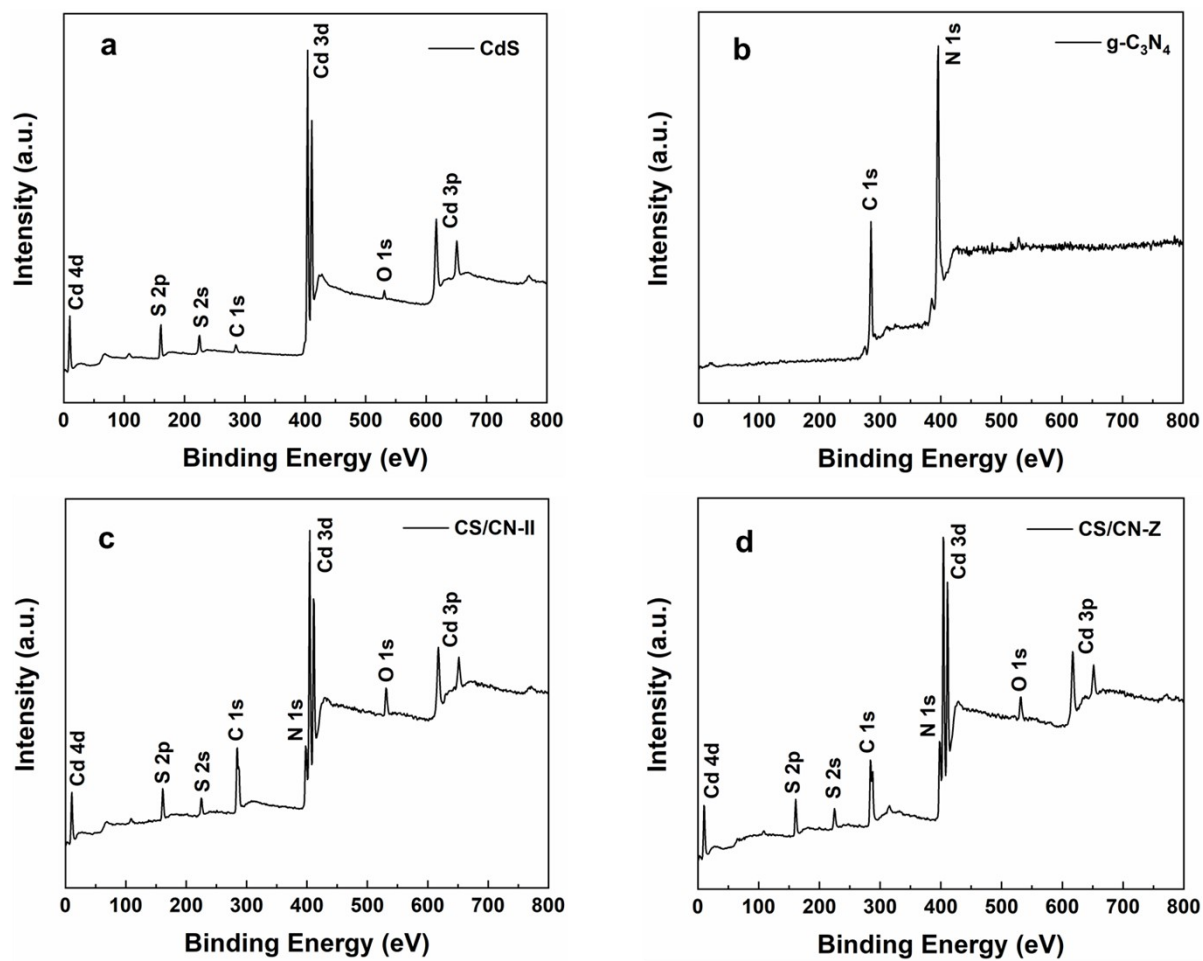 a
CdS
Cd 3d
Cd 4d
S 2p
S 2s
C 1s
O 1s
Cd 3p
Intensity (a.u.)
0 100 200 300 400 500 600 700 800
Binding Energy (eV)
b
g-C₃N₄
N 1s
C 1s
Intensity (a.u.)
0 100 200 300 400 500 600 700 800
Binding Energy (eV)
c
CS/CN-II
Cd 3d
Cd 4d
S 2p
S 2s
C 1s
N 1s
O 1s
Cd 3p
Intensity (a.u.)
0 100 200 300 400 500 600 700 800
Binding Energy (eV)
d
CS/CN-Z
Cd 3d
Cd 4d
S 2p
S 2s
C 1s
N 1s
O 1s
Cd 3p
Intensity (a.u.)
0 100 200 300 400 500 600 700 800
Binding Energy (eV)